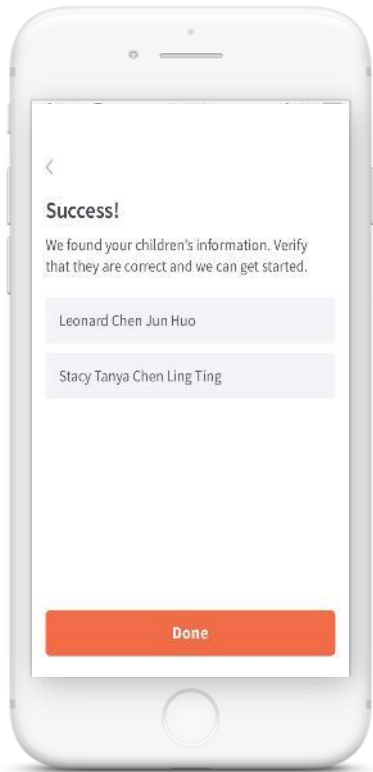 Success!
We found your children's information. Verify
that they are correct and we can get started.
Leonard Chen Jun Huo
Stacy Tanya Chen Ling Ting
Done